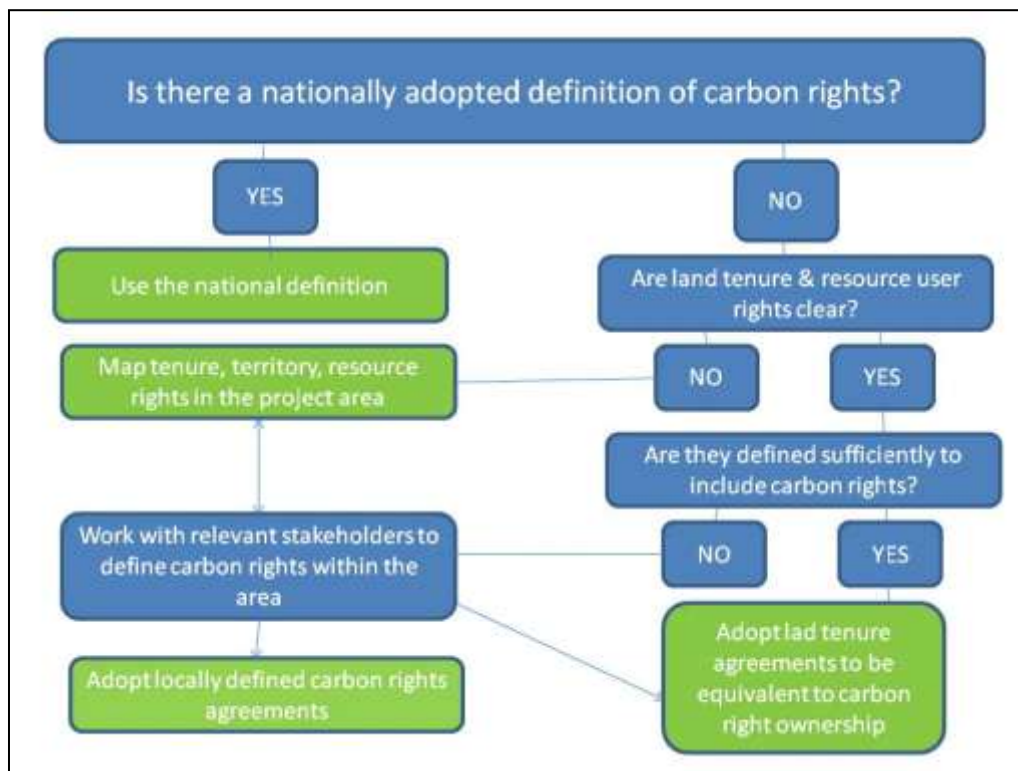 Is there a nationally adopted definition of carbon rights?
YES
NO
Use the national definition
Are land tenure & resource user
rights clear?
Map tenure, territory, resource
rights in the project area
NO
YES
Are they defined sufficiently to
include carbon rights?
Work with relevant stakeholders to
define carbon rights within the
area
NO
YES
Adopt locally defined carbon rights
agreements
Adopt lad tenure
agreements to be
equivalent to carbon
right ownership